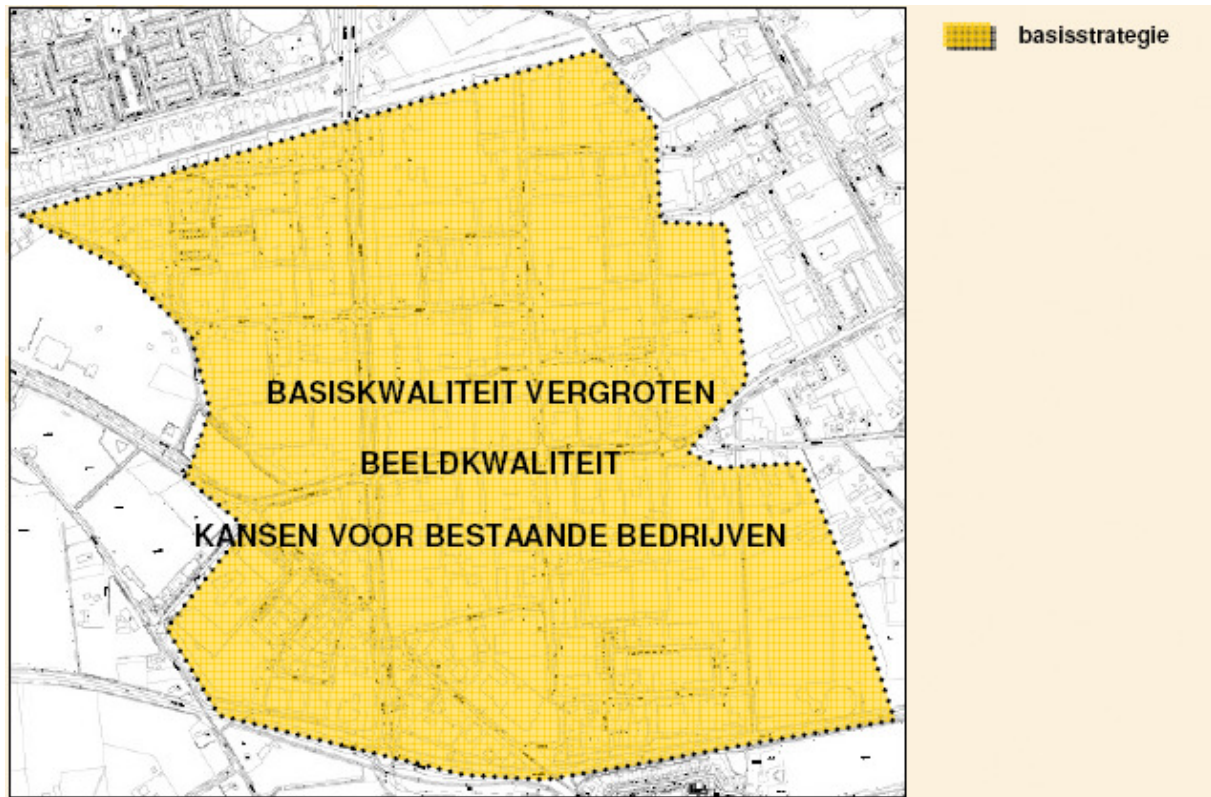 basisstrategie
BASISKWALITEIT VERGROTEN
BEELDKWALITEIT
KANSEN VOOR BESTAANDE BEDRIJVEN